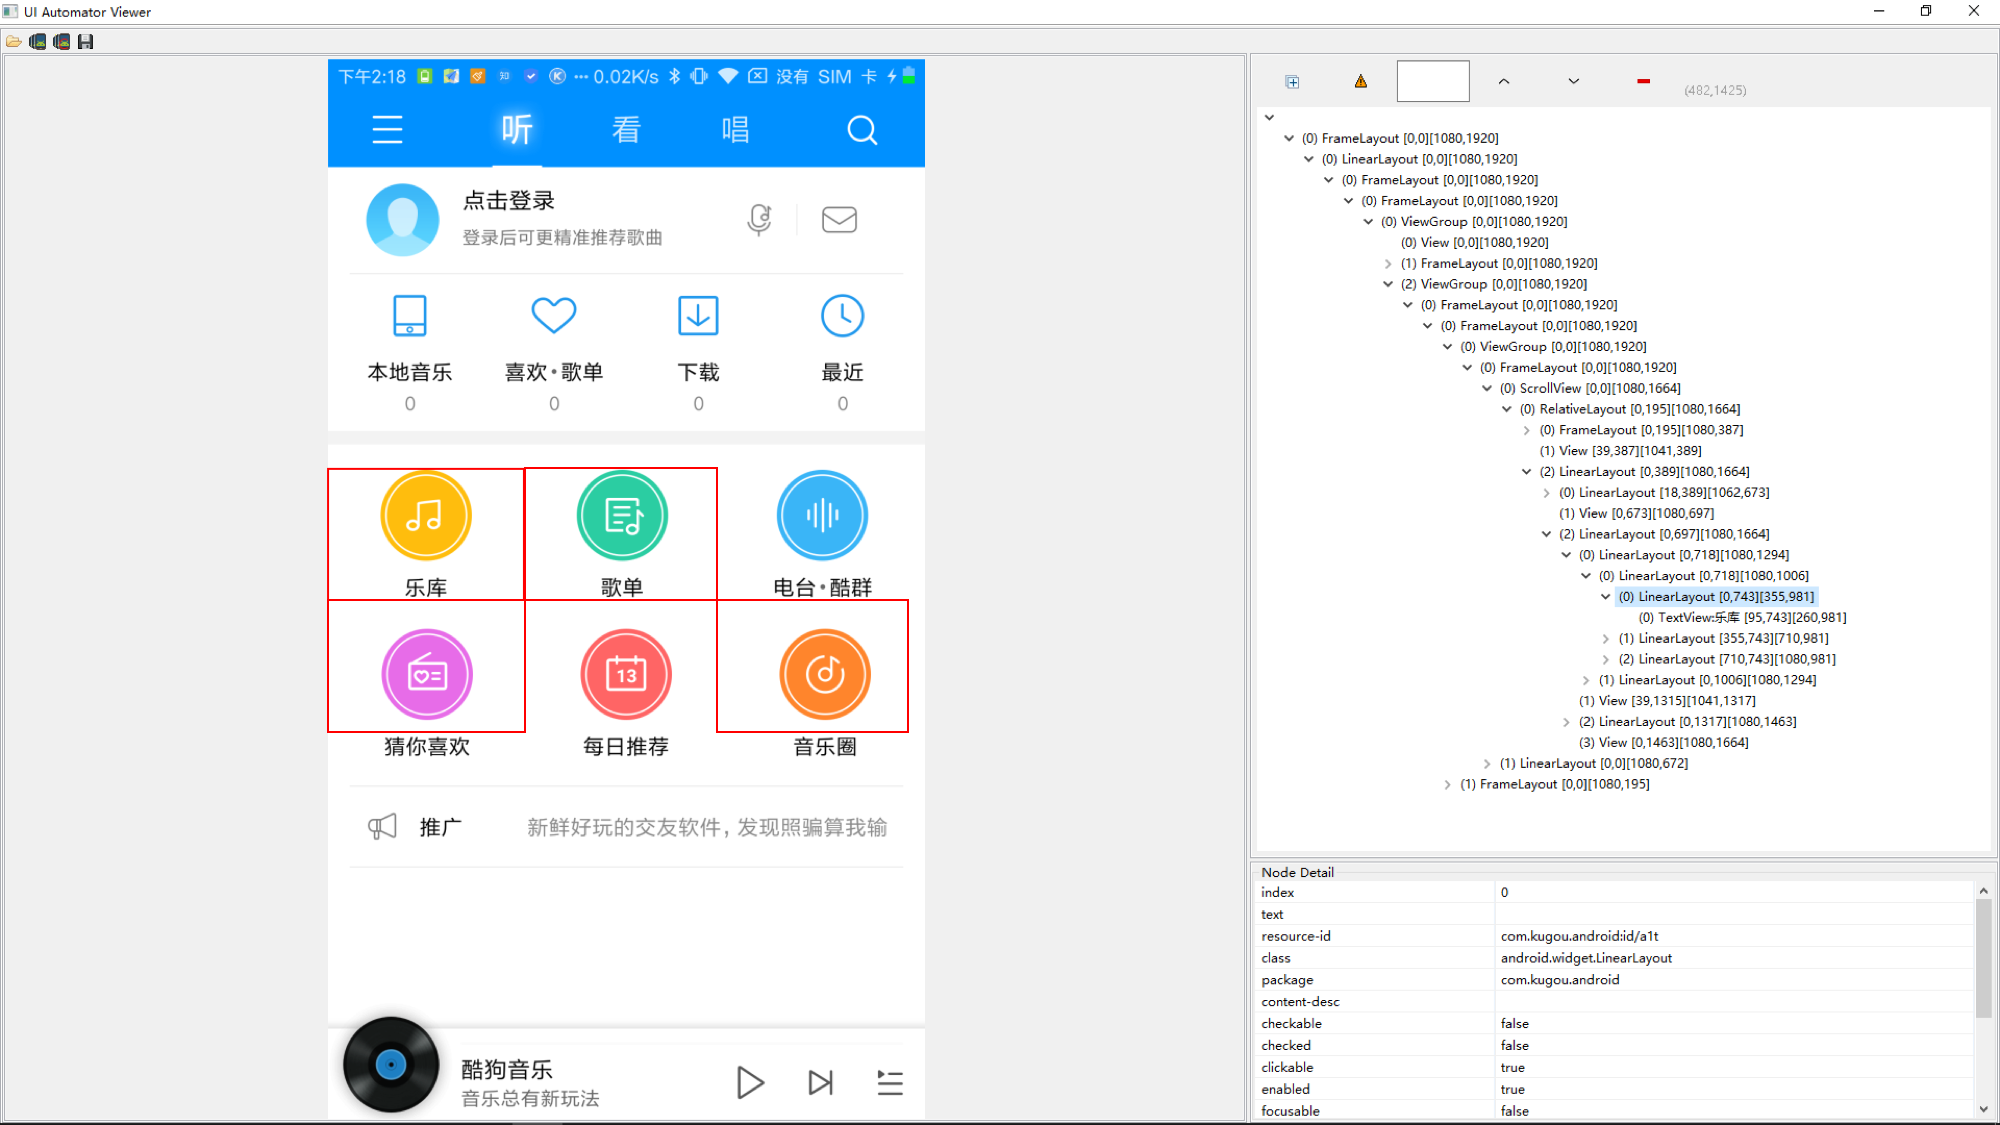 UI Automator Viewer
下午2:18 知 K ··· 0.02K/s 没有 SIM 卡
听 看 唱
点击登录
登录后可更精准推荐歌曲
本地音乐 喜欢•歌单 下载 最近
0 0 0 0
乐库 歌单 电台•酷群
13
猜你喜欢 每日推荐 音乐圈
推广 新鲜好玩的交友软件，发现照骗算我输
酷狗音乐
音乐总有新玩法
(482,1425)
(0) FrameLayout [0,0][1080,1920]
(0) LinearLayout [0,0][1080,1920]
(0) FrameLayout [0,0][1080,1920]
(0) FrameLayout [0,0][1080,1920]
(0) ViewGroup [0,0][1080,1920]
(0) View [0,0][1080,1920]
(1) FrameLayout [0,0][1080,1920]
(2) ViewGroup [0,0][1080,1920]
(0) FrameLayout [0,0][1080,1920]
(0) FrameLayout [0,0][1080,1920]
(0) ViewGroup [0,0][1080,1920]
(0) FrameLayout [0,0][1080,1920]
(0) ScrollView [0,0][1080,1664]
(0) RelativeLayout [0,195][1080,1664]
(0) FrameLayout [0,195][1080,387]
(1) View [39,387][1041,389]
(2) LinearLayout [0,389][1080,1664]
(0) LinearLayout [18,389][1062,673]
(1) View [0,673][1080,697]
(2) LinearLayout [0,697][1080,1664]
(0) LinearLayout [0,718][1080,1294]
(0) LinearLayout [0,718][1080,1006]
(0) LinearLayout [0,743][355,981]
(0) TextView:乐库 [95,743][260,981]
(1) LinearLayout [355,743][710,981]
(2) LinearLayout [710,743][1080,981]
(1) LinearLayout [0,1006][1080,1294]
(1) View [39,1315][1041,1317]
(2) LinearLayout [0,1317][1080,1463]
(3) View [0,1463][1080,1664]
(1) LinearLayout [0,0][1080,672]
(1) FrameLayout [0,0][1080,195]
Node Detail
index 0
text
resource-id com.kugou.android:id/a1t
class android.widget.LinearLayout
package com.kugou.android
content-desc
checkable false
checked false
clickable true
enabled true
focusable false